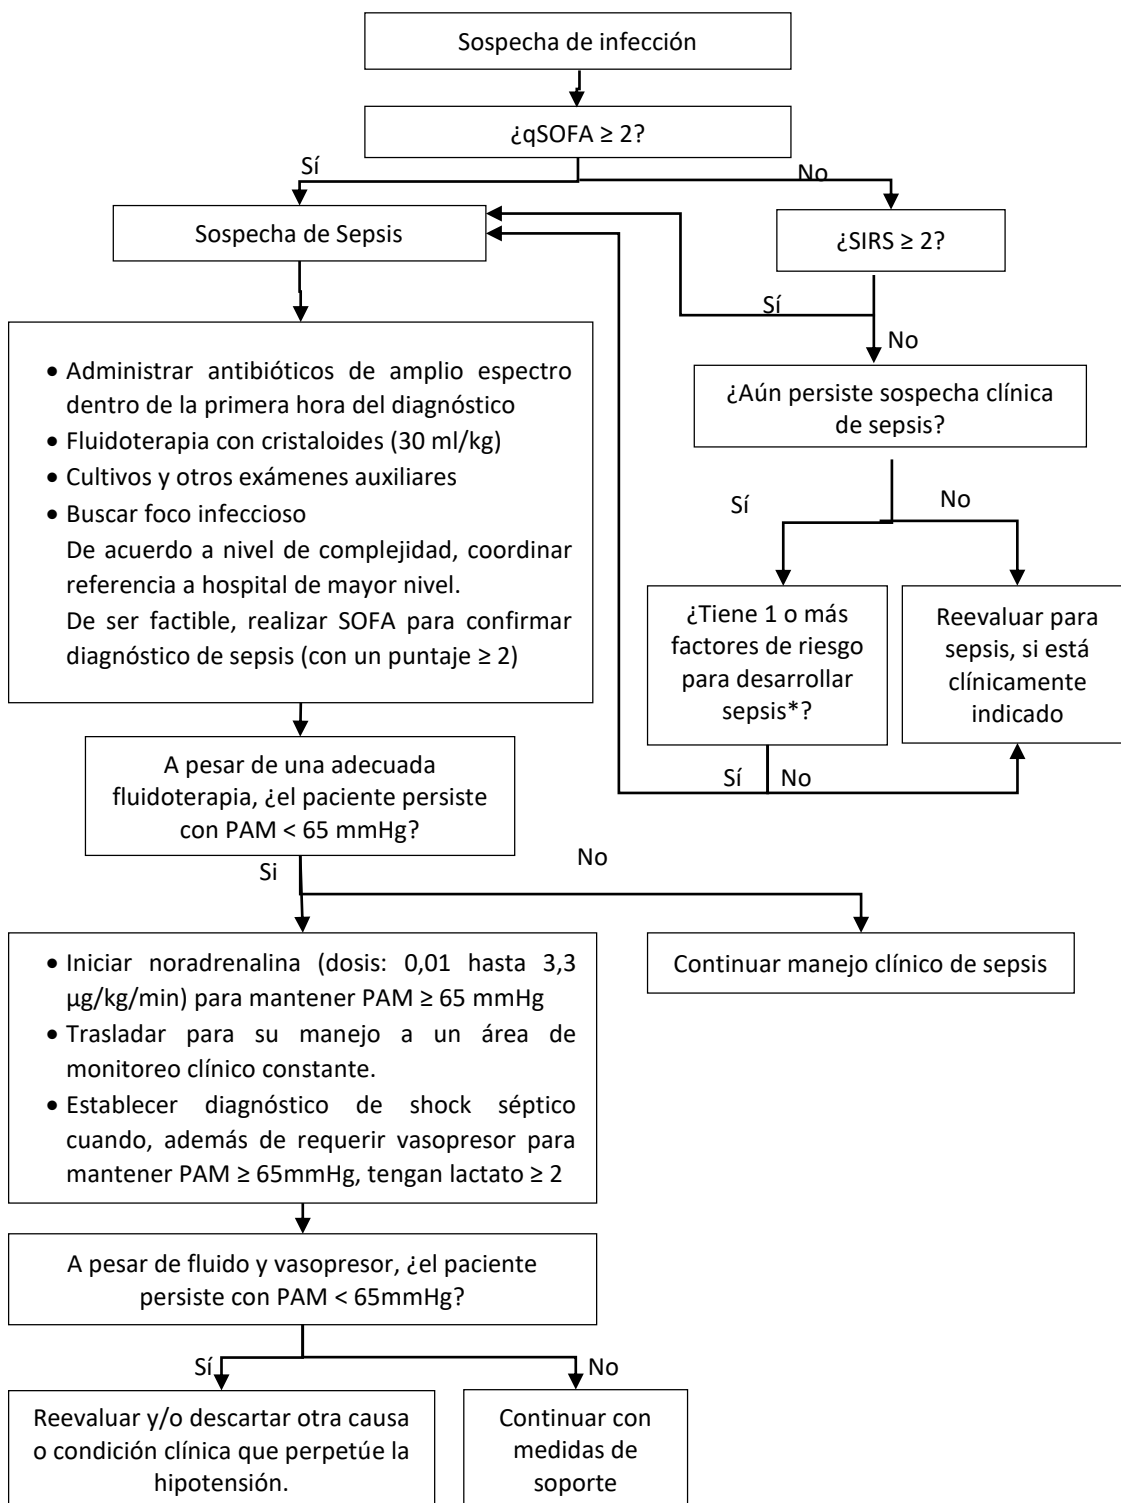 Sospecha de infección
¿qSOFA ≥ 2?
Sí
No
Sospecha de Sepsis
¿SIRS ≥ 2?
Sí
No
• Administrar antibióticos de amplio espectro
dentro de la primera hora del diagnóstico
• Fluidoterapia con cristaloides (30 ml/kg)
• Cultivos y otros exámenes auxiliares
• Buscar foco infeccioso
De acuerdo a nivel de complejidad, coordinar
referencia a hospital de mayor nivel.
De ser factible, realizar SOFA para confirmar
diagnóstico de sepsis (con un puntaje ≥ 2)
¿Aún persiste sospecha clínica
de sepsis?
Sí
No
¿Tiene 1 o más
factores de riesgo
para desarrollar
sepsis*?
Reevaluar para
sepsis, si está
clínicamente
indicado
Sí
No
A pesar de una adecuada
fluidoterapia, ¿el paciente persiste
con PAM < 65 mmHg?
Si
No
• Iniciar noradrenalina (dosis: 0,01 hasta 3,3
µg/kg/min) para mantener PAM ≥ 65 mmHg
• Trasladar para su manejo a un área de
monitoreo clínico constante.
• Establecer diagnóstico de shock séptico
cuando, además de requerir vasopresor para
mantener PAM ≥ 65mmHg, tengan lactato ≥ 2
Continuar manejo clínico de sepsis
A pesar de fluido y vasopresor, ¿el paciente
persiste con PAM < 65mmHg?
Sí
No
Reevaluar y/o descartar otra causa
o condición clínica que perpetúe la
hipotensión.
Continuar con
medidas de
soporte